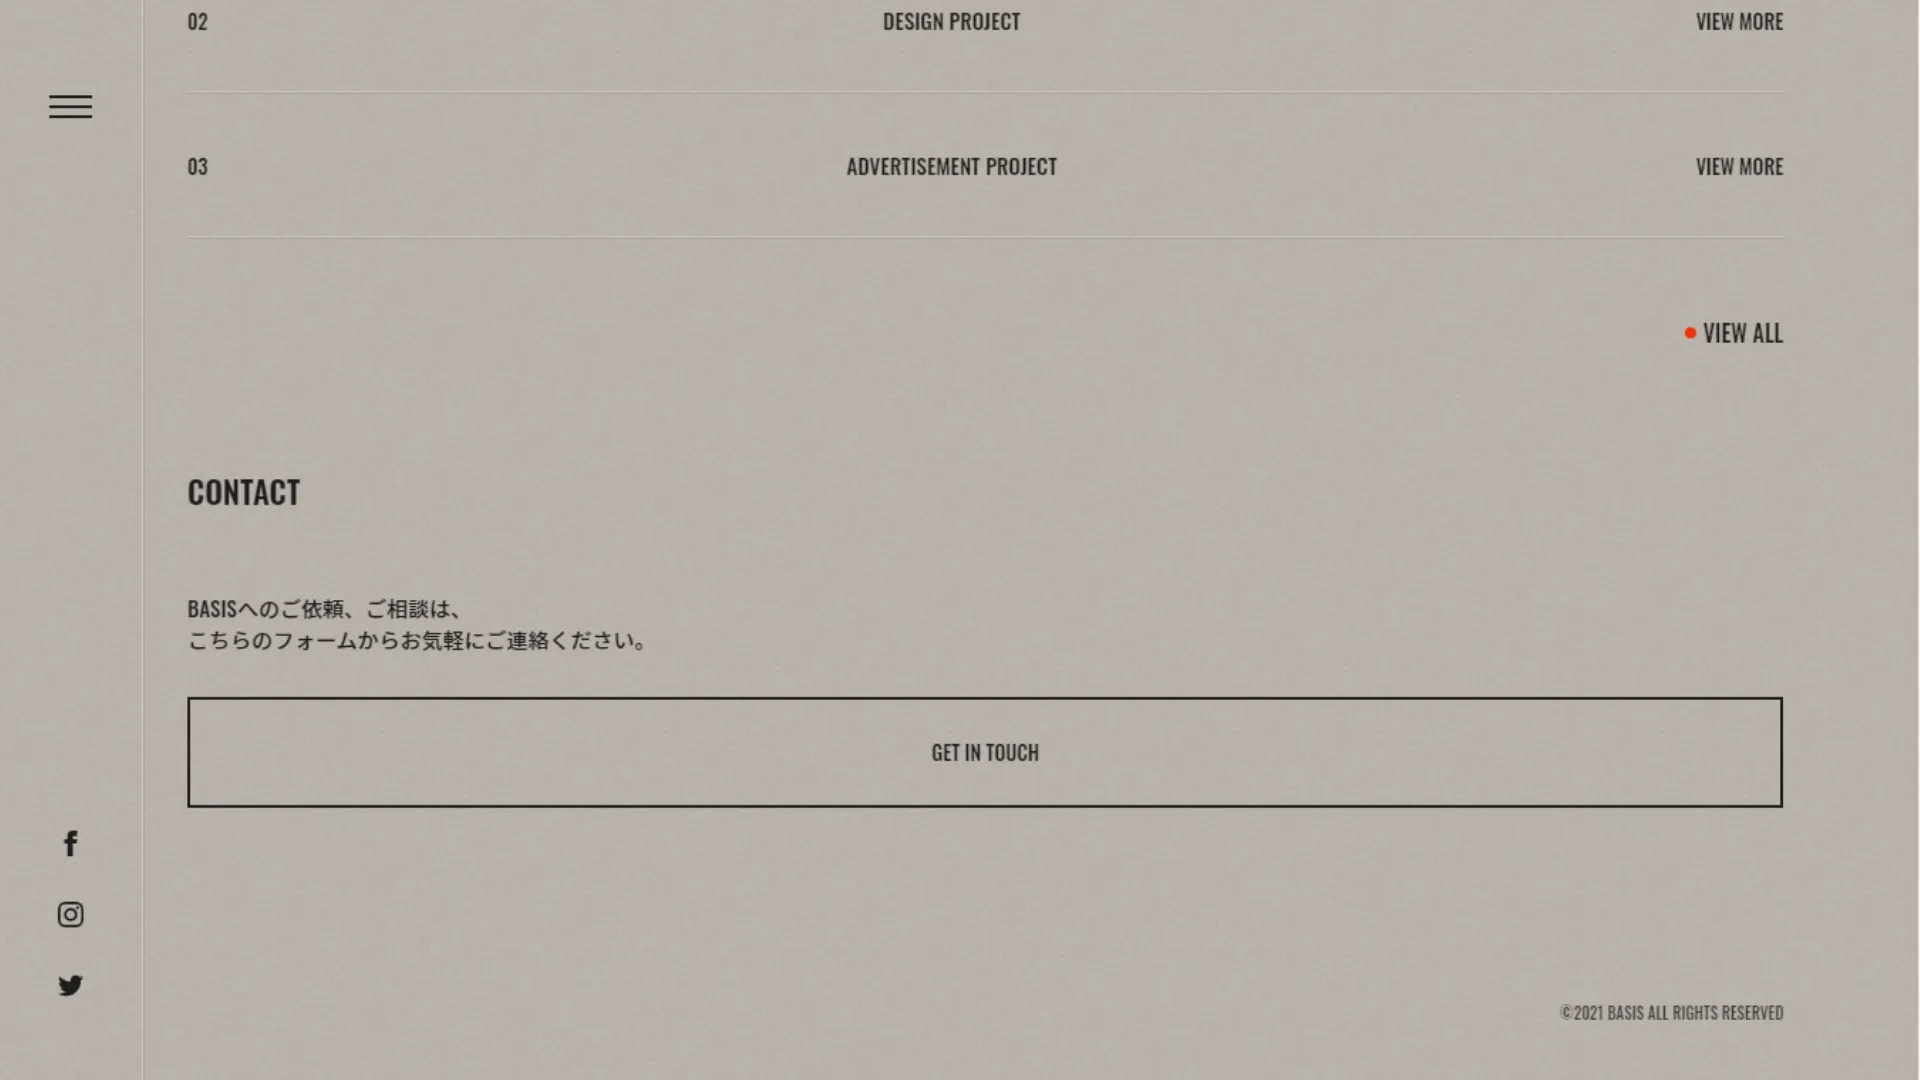 02 DESIGN PROJECT VIEW MORE
03 ADVERTISEMENT PROJECT VIEW MORE
VIEW ALL
CONTACT
BASISへのご依頼、ご相談は、
こちらのフォームからお気軽にご連絡ください。
GET IN TOUCH
©2021 BASIS ALL RIGHTS RESERVED